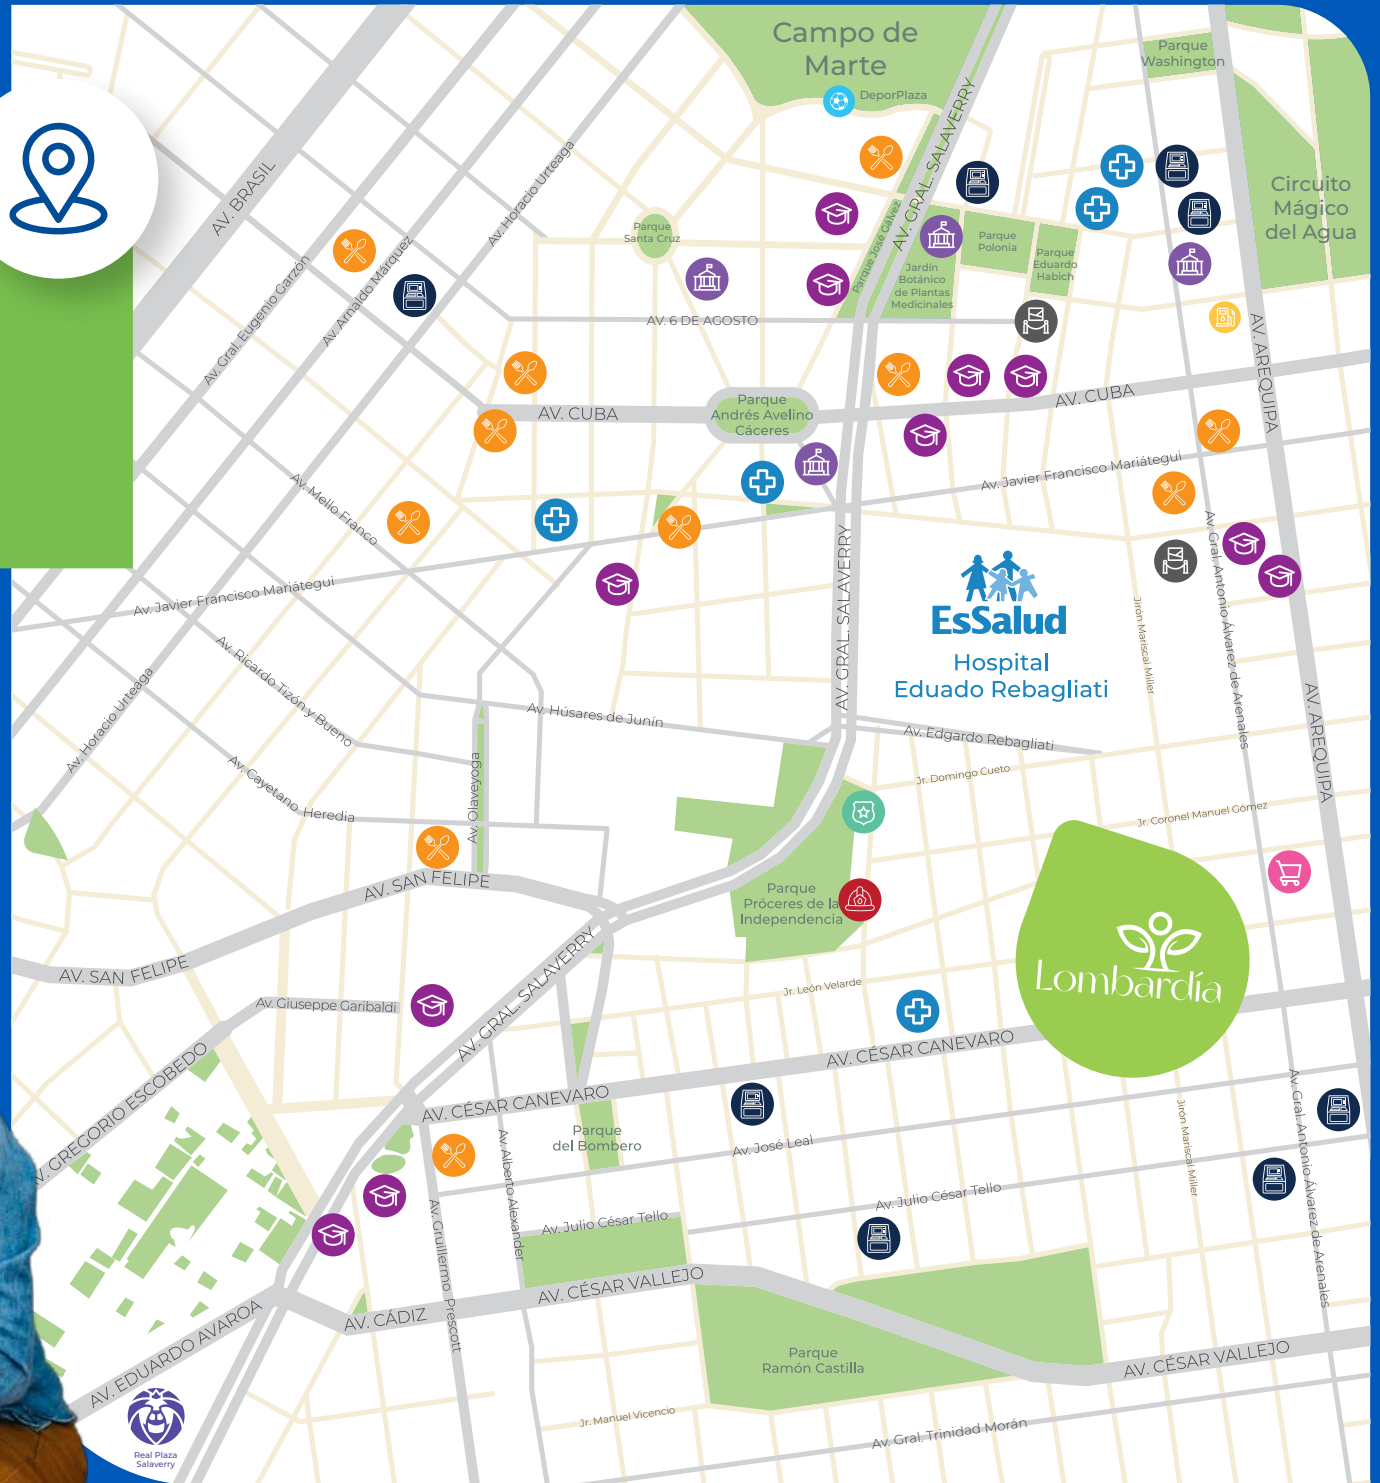 Campo de
Marte
DeporPlaza
Parque
Washington
Circuito
Mágico
del Agua
AV. BRASIL
Av. Horacio Urteaga
AV. GRAL. SALAVERRY
Parque
Santa Cruz
Parque José Gálvez
Parque
Polonia
Parque
Eduardo
Habich
Jardín
Botánico
de Plantas
Medicinales
Av. Gral. Eugenio Garzón
Av. Arnaldo Márquez
AV. 6 DE AGOSTO
AV. AREQUIPA
AV. CUBA
Parque
Andrés Avelino
Cáceres
AV. CUBA
Av. Javier Francisco Mariátegui
Av. Mello Franco
Av. Javier Francisco Mariátegui
AV. GRAL. SALAVERRY
EsSalud
Hospital
Eduado Rebagliati
Jirón Mariscal Miller
Av. Gral. Antonio Álvarez de Arenales
Av. Ricardo Tizón y Bueno
Av. Horacio Urteaga
Av. Húsares de Junín
Av. Edgardo Rebagliati
AV. AREQUIPA
Av. Cayetano Heredia
Av. Olaveyoga
Jr. Domingo Cueto
Jr. Coronel Manuel Gómez
AV. SAN FELIPE
Parque
Próceres de la
Independencia
Lombardía
AV. SAN FELIPE
Av. Giuseppe Garibaldi
AV. GRAL. SALAVERRY
Jr. León Velarde
AV. CÉSAR CANEVARO
AV. GREGORIO ESCOBEDO
AV. CÉSAR CANEVARO
Parque
del Bombero
Av. José Leal
Jirón Mariscal Miller
Av. Gral. Antonio Álvarez de Arenales
Av. Alberto Alexander
Av. Gruillermo Prescott
Av. Julio César Tello
Av. Julio César Tello
AV. CÉSAR VALLEJO
AV. CÁDIZ
AV. EDUARDO AVAROA
Parque
Ramón Castilla
AV. CÉSAR VALLEJO
Jr. Manuel Vicencio
Av. Gral. Trinidad Morán
Real Plaza
Salaverry